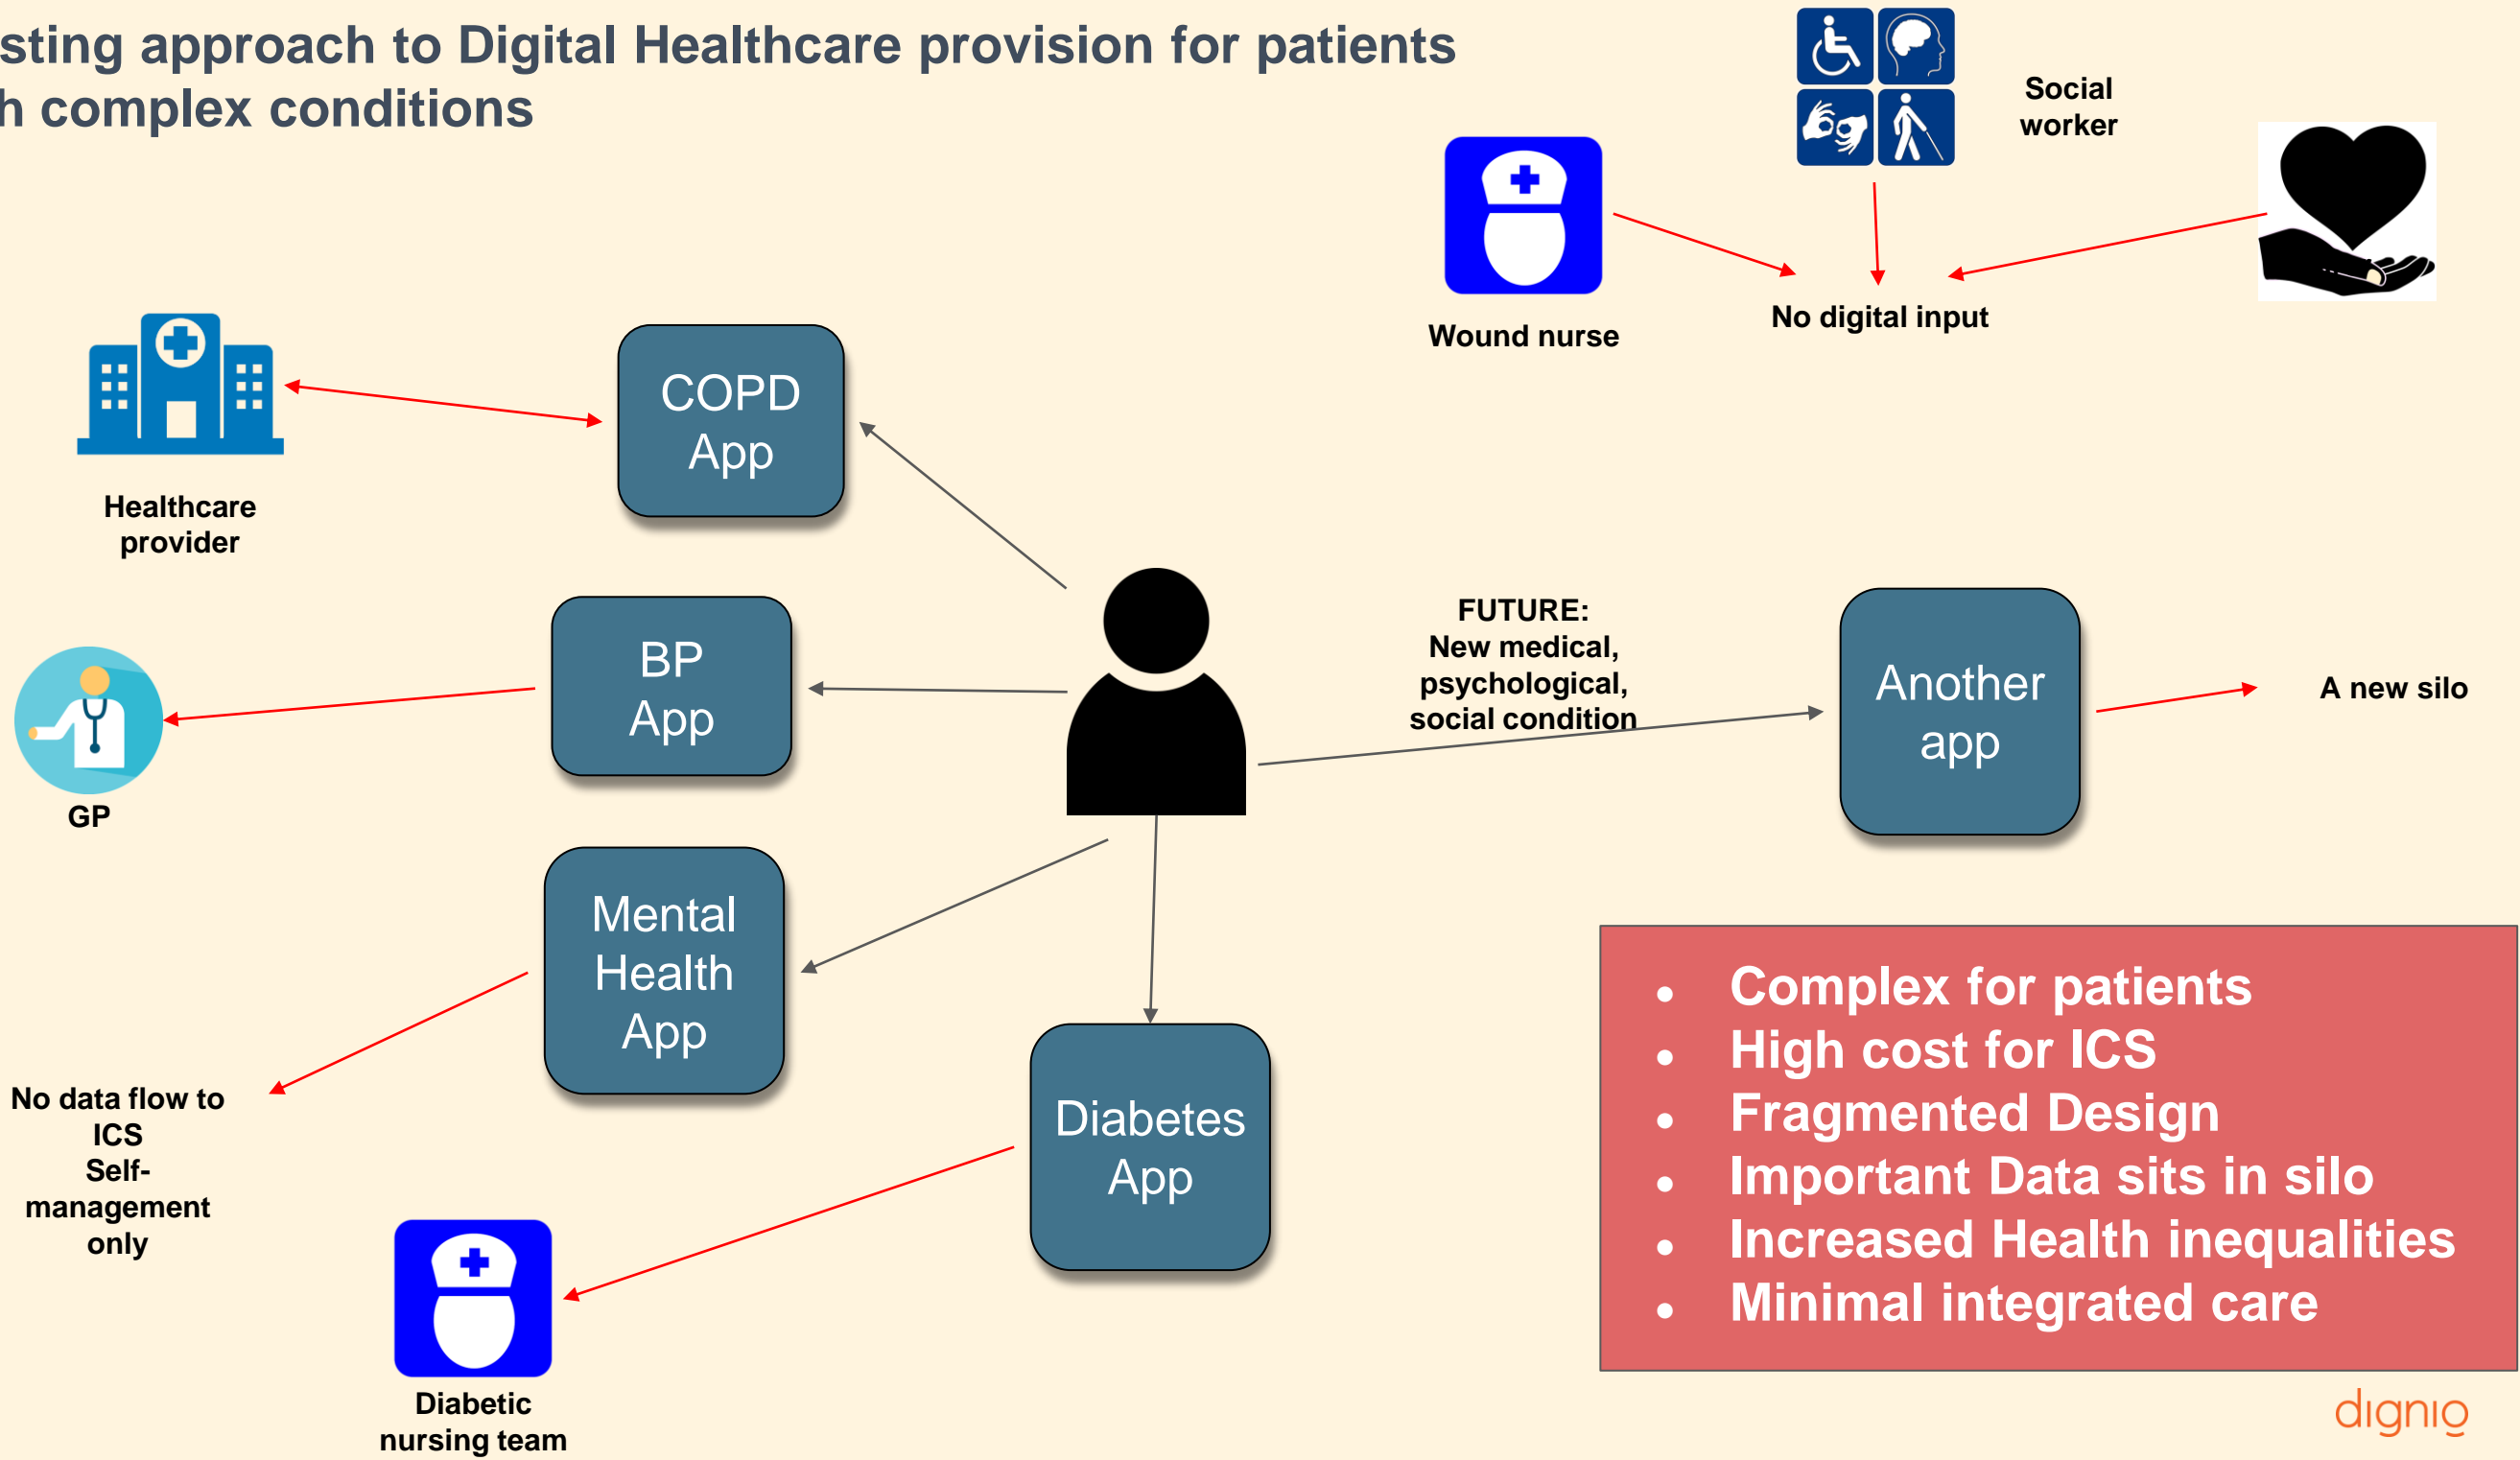 sting approach to Digital Healthcare provision for patients
h complex conditions
Social
worker
Wound nurse
No digital input
Healthcare
provider
COPD
App
GP
BP
App
FUTURE:
New medical,
psychological,
social condition
Another
app
A new silo
Mental
Health
App
No data flow to
ICS
Self-
management
only
Diabetes
App
Diabetic
nursing team
● Complex for patients
● High cost for ICS
● Fragmented Design
● Important Data sits in silo
● Increased Health inequalities
● Minimal integrated care
dignio